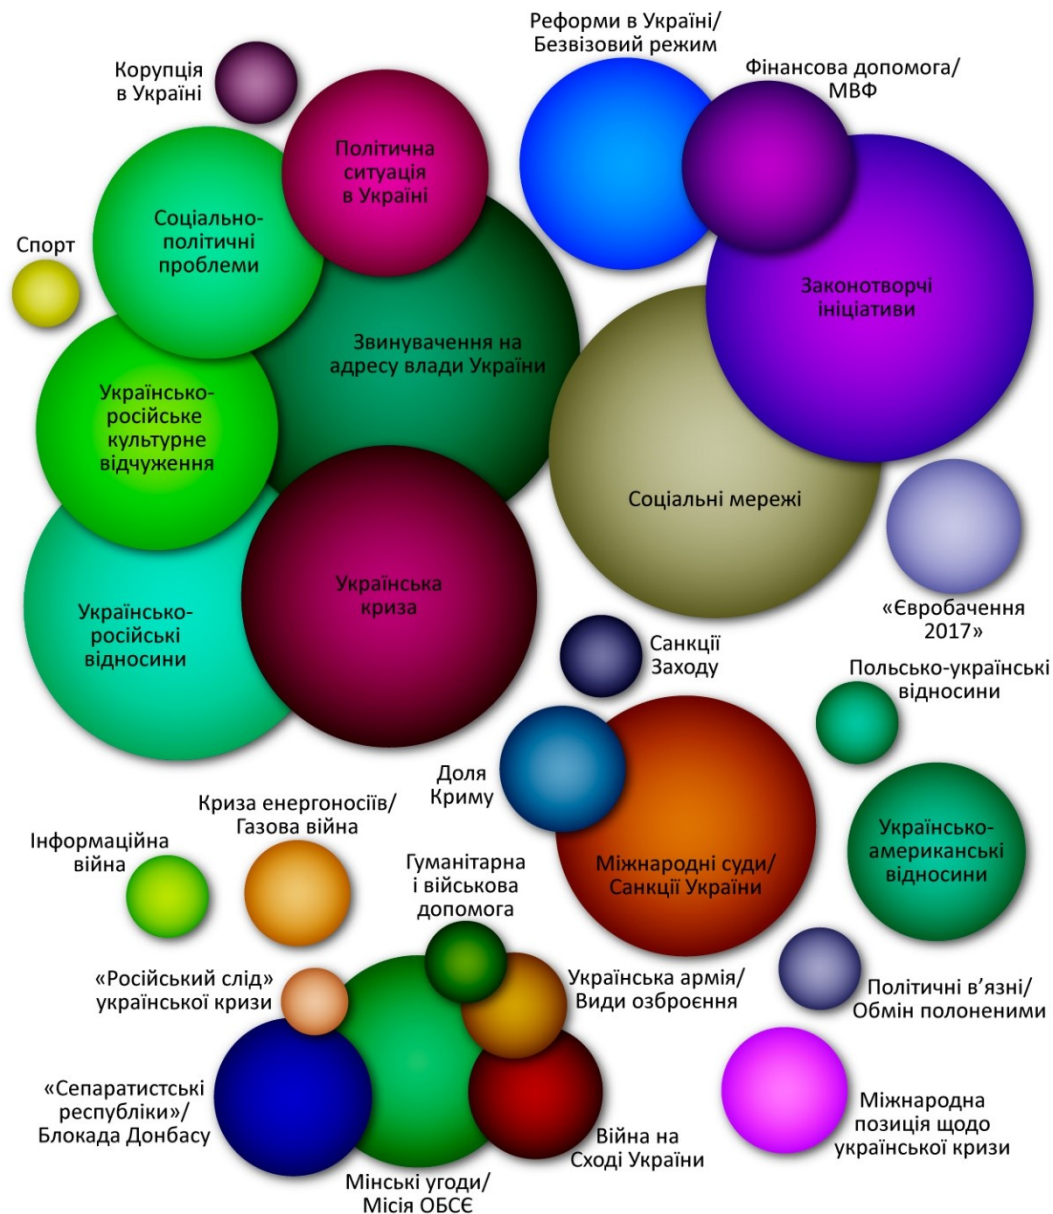 Реформи в Україні/
Безвізовий режим
Корупція
в Україні
Фінансова допомога/
МВФ
Політична
ситуація
в Україні
Соціально-
політичні
проблеми
Спорт
Законотворчі
ініціативи
Звинувачення на
адресу влади України
Українсько-
російське
культурне
відчуження
Соціальні мережі
Українська
криза
«Євробачення
2017»
Українсько-
російські
відносини
Санкції
Заходу
Польсько-українські
відносини
Доля
Криму
Криза енергоносіїв/
Газова війна
Інформаційна
війна
Гуманітарна
і військова
допомога
Міжнародні суди/
Санкції України
Українсько-
американські
відносини
«Російський слід»
української кризи
Українська армія/
Види озброєння
Політичні в’язні/
Обмін полоненими
«Сепаратистські
республіки»/
Блокада Донбасу
Війна на
Сході України
Міжнародна
позиція щодо
української кризи
Мінські угоди/
Місія ОБСЄ